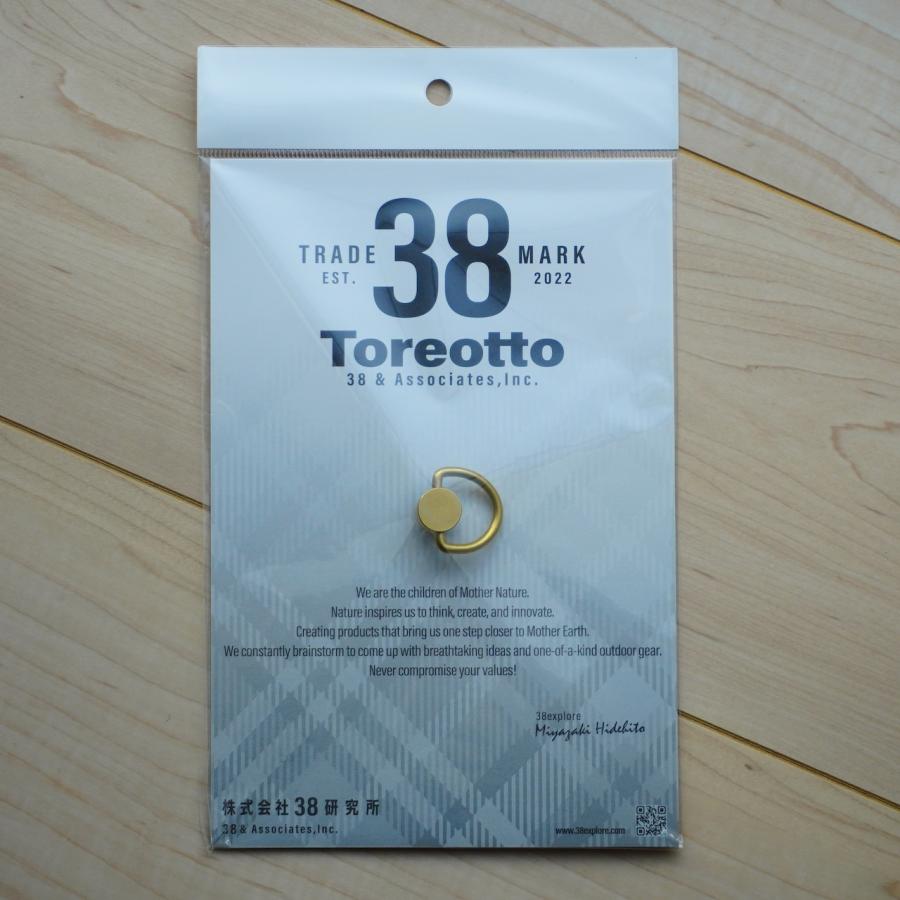 TRADE 38 MARK
EST. 2022
Toreotto
38 & Associates,Inc.
We are the children of Mother Nature.
Nature inspires us to think, create, and innovate.
Creating products that bring us one step closer to Mother Earth.
We constantly brainstorm to come up with breathtaking ideas and one-of-a-kind outdoor gear.
Never compromise your values!
38explore
Miyazaki Hidehito
株式会社38研究所
38 & Associates,Inc.
www.38explore.com